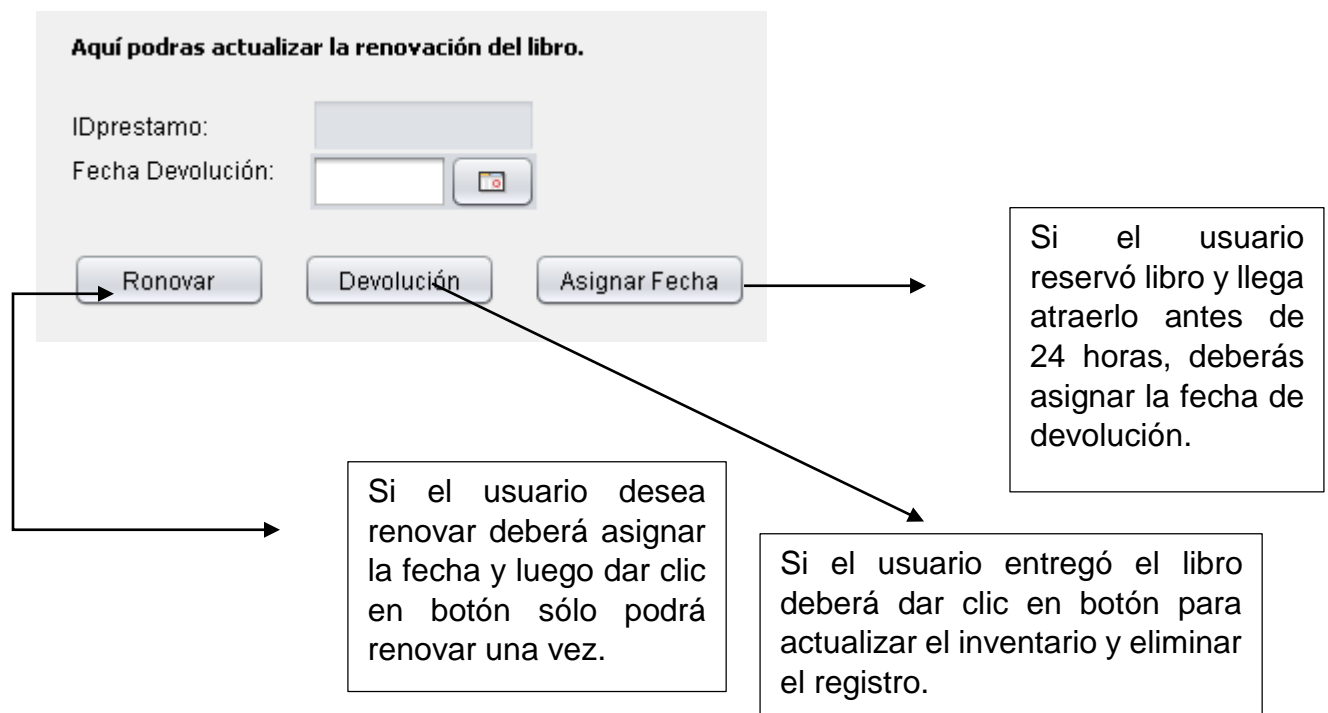 Aquí podras actualizar la renovación del libro.
IDprestamo:
Fecha Devolución:
Ronovar
Devolución
Asignar Fecha
Si el usuario
reservó libro y llega
atraerlo antes de
24 horas, deberás
asignar la fecha de
devolución.
Si el usuario desea
renovar deberá asignar
la fecha y luego dar clic
en botón sólo podrá
renovar una vez.
Si el usuario entregó el libro
deberá dar clic en botón para
actualizar el inventario y eliminar
el registro.